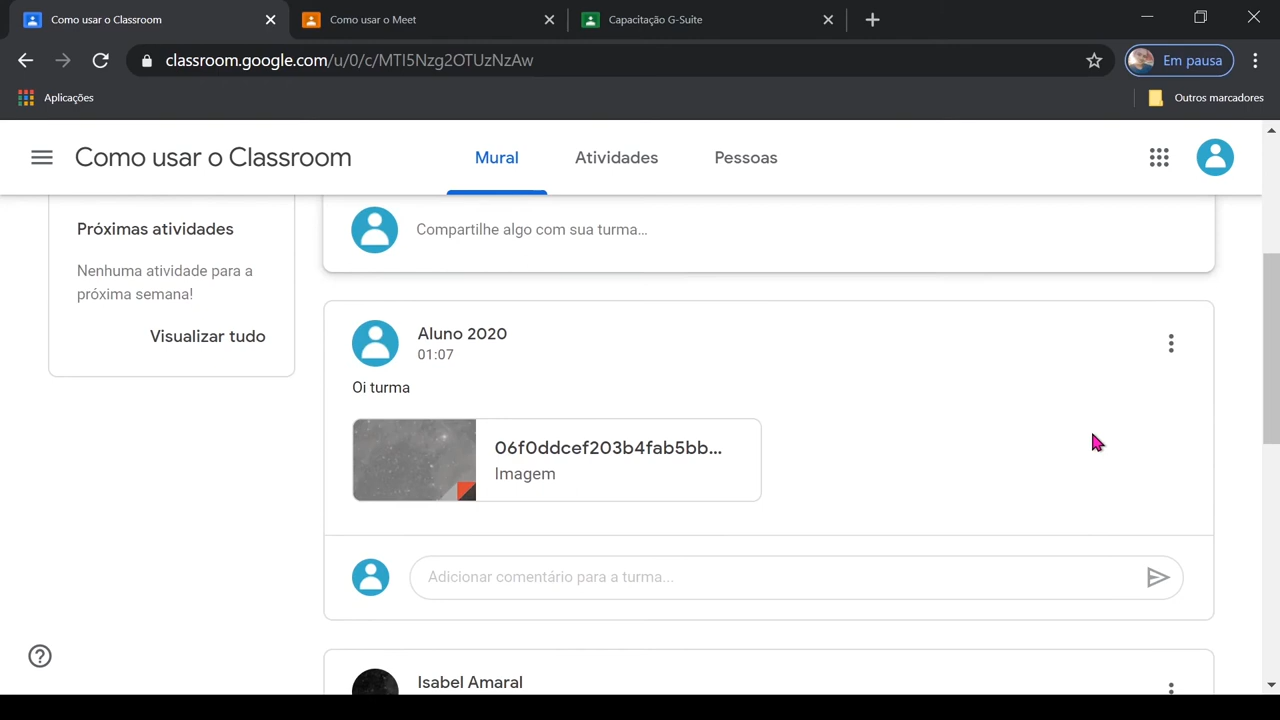 Como usar o Classroom
Como usar o Meet
Capacitação G-Suite
classroom.google.com/u/0/c/MTI5Nzg2OTUzNzAw
Em pausa
Aplicações
Outros marcadores
Como usar o Classroom
Mural
Atividades
Pessoas
Próximas atividades
Nenhuma atividade para a
próxima semana!
Visualizar tudo
Compartilhe algo com sua turma...
Aluno 2020
01:07
Oi turma
06f0ddcef203b4fab5bb...
Imagem
Adicionar comentário para a turma...
Isabel Amaral